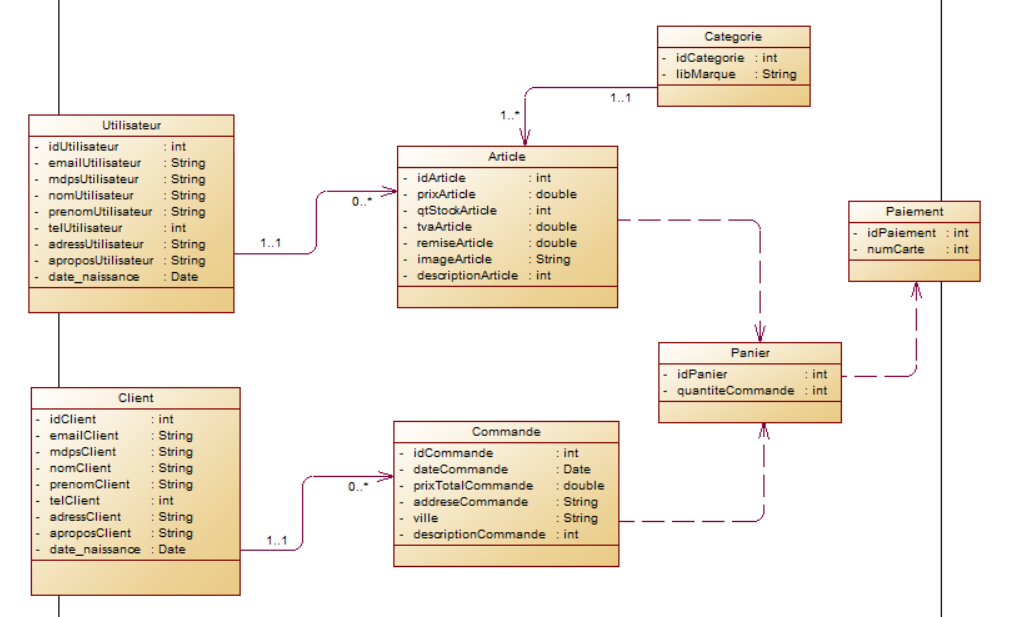 Categorie
- idCategorie : int
- libMarque : String
1..1
1..*
Utilisateur
- idUtilisateur : int
- emailUtilisateur : String
- mdpsUtilisateur : String
- nomUtilisateur : String
- prenomUtilisateur : String
- telUtilisateur : int
- adressUtilisateur : String
- aproposUtilisateur : String
- date_naissance : Date
1..1
0..*
Article
- idArticle : int
- prixArticle : double
- qtStockArticle : int
- tvaArticle : double
- remiseArticle : double
- imageArticle : String
- descriptionArticle : int
Paiement
- idPaiement : int
- numCarte : int
Panier
- idPanier : int
- quantiteCommande : int
Client
- idClient : int
- emailClient : String
- mdpsClient : String
- nomClient : String
- prenomClient : String
- telClient : int
- adressClient : String
- aproposClient : String
- date_naissance : Date
1..1
0..*
Commande
- idCommande : int
- dateCommande : Date
- prixTotalCommande : double
- addreseCommande : String
- ville : String
- descriptionCommande : int